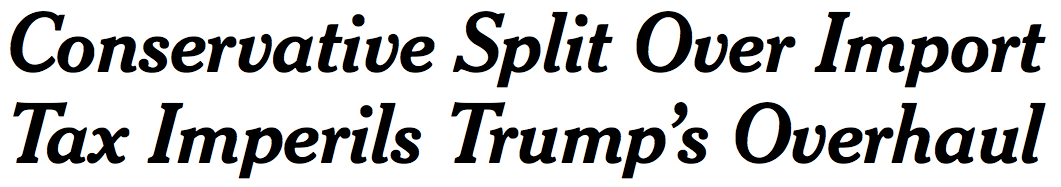 Conservative Split Over Import
Tax Imperils Trump’s Overhaul